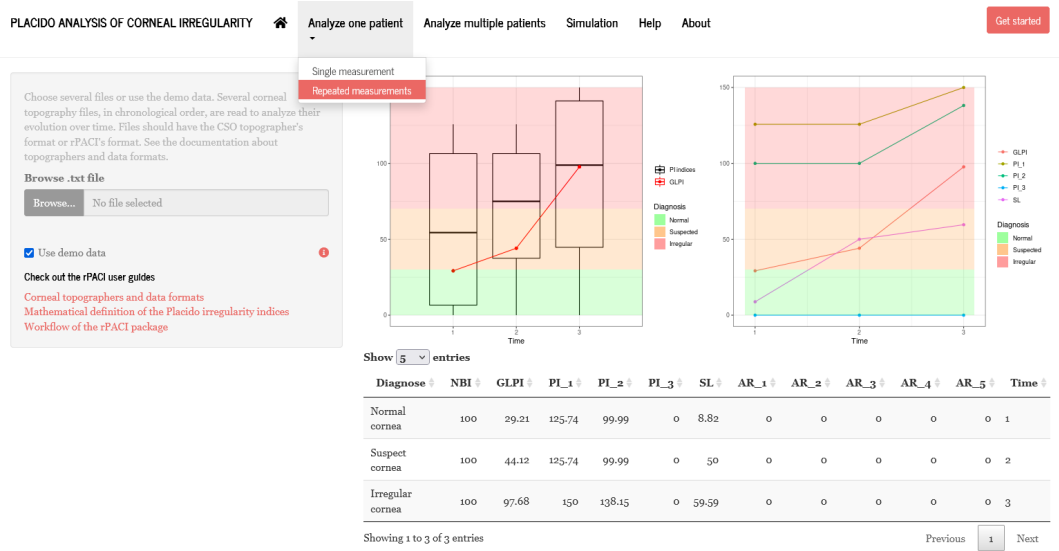 PLACIDO ANALYSIS OF CORNEAL IRREGULARITY
Analyze one patient
Analyze multiple patients
Simulation
Help
About
Get started
Single measurement
Repeated measurements
Choose several files or use the demo data. Several corneal
topography files, in chronological order, are read to analyze their
evolution over time. Files should have the CSO topographer's
format or rPACI's format. See the documentation about
topographers and data formats.
Browse .txt file
Browse... No file selected
Use demo data
Check out the rPACI user guides
Corneal topographers and data formats
Mathematical definition of the Placido irregularity indices
Workflow of the rPACI package
100
50
0
1 2 3
Time
PI indices
GLPI
Diagnosis
Normal
Suspected
Irregular
150
100
50
0
1 2 3
Time
GLPI
PI_1
PI_2
PI_3
SL
Diagnosis
Normal
Suspected
Irregular
Show 5 entries
Diagnose NBI GLPI PI_1 PI_2 PI_3 SL AR_1 AR_2 AR_3 AR_4 AR_5 Time
Normal
cornea 100 29.21 125.74 99.99 0 8.82 0 0 0 0 0 1
Suspect
cornea 100 44.12 125.74 99.99 0 50 0 0 0 0 0 2
Irregular
cornea 100 97.68 150 138.15 0 59.59 0 0 0 0 0 3
Showing 1 to 3 of 3 entries
Previous 1 Next